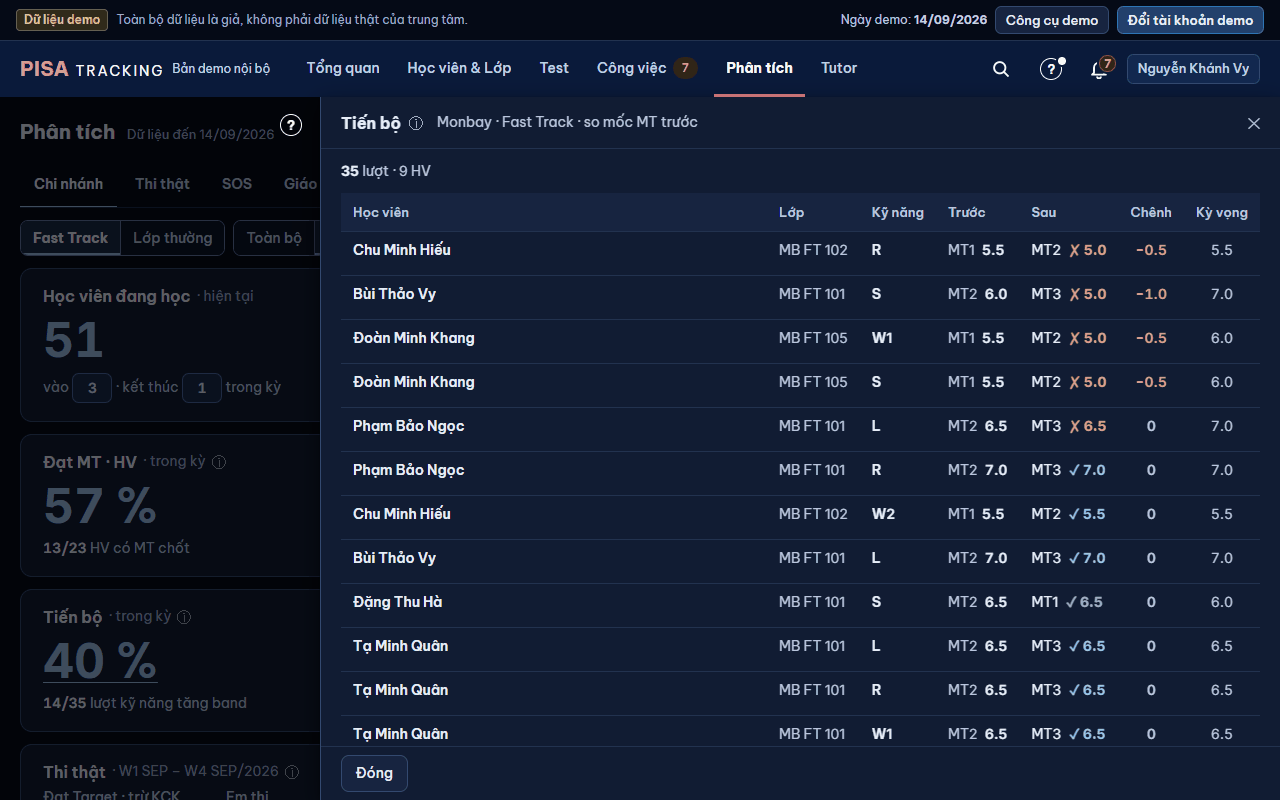 Dữ liệu demo Toàn bộ dữ liệu là giả, không phải dữ liệu thật của trung tâm. Ngày demo: 14/09/2026 Công cụ demo Đổi tài khoản demo
PISA TRACKING Bản demo nội bộ Tổng quan Học viên & Lớp Test Công việc 7 Phân tích Tutor ? 7 Nguyễn Khánh Vy
Phân tích Dữ liệu đến 14/09/2026 ?
Chi nhánh Thi thật SOS Giáo
Fast Track Lớp thường Toàn bộ
Học viên đang học · hiện tại
51
vào 3 · kết thúc 1 trong kỳ
Đạt MT · HV · trong kỳ ⓘ
57 %
13/23 HV có MT chốt
Tiến bộ · trong kỳ ⓘ
40 %
14/35 lượt kỹ năng tăng band
Thi thật · W1 SEP – W4 SEP/2026 ⓘ
Đạt Target · trừ KCK Em thi
Tiến bộ ⓘ Monbay · Fast Track · so mốc MT trước
35 lượt · 9 HV
Học viên Lớp Kỹ năng Trước Sau Chênh Kỳ vọng
Chu Minh Hiếu MB FT 102 R MT1 5.5 MT2 ✗ 5.0 −0.5 5.5
Bùi Thảo Vy MB FT 101 S MT2 6.0 MT3 ✗ 5.0 −1.0 7.0
Đoàn Minh Khang MB FT 105 W1 MT1 5.5 MT2 ✗ 5.0 −0.5 6.0
Đoàn Minh Khang MB FT 105 S MT1 5.5 MT2 ✗ 5.0 −0.5 6.0
Phạm Bảo Ngọc MB FT 101 L MT2 6.5 MT3 ✗ 6.5 0 7.0
Phạm Bảo Ngọc MB FT 101 R MT2 7.0 MT3 ✓ 7.0 0 7.0
Chu Minh Hiếu MB FT 102 W2 MT1 5.5 MT2 ✓ 5.5 0 5.5
Bùi Thảo Vy MB FT 101 L MT2 7.0 MT3 ✓ 7.0 0 7.0
Đặng Thu Hà MB FT 101 S MT2 6.5 MT1 ✓ 6.5 0 6.0
Tạ Minh Quân MB FT 101 L MT2 6.5 MT3 ✓ 6.5 0 6.5
Tạ Minh Quân MB FT 101 R MT2 6.5 MT3 ✓ 6.5 0 6.5
Tạ Minh Quân MB FT 101 W1 MT2 6.5 MT3 ✓ 6.5 0 6.5
Đóng